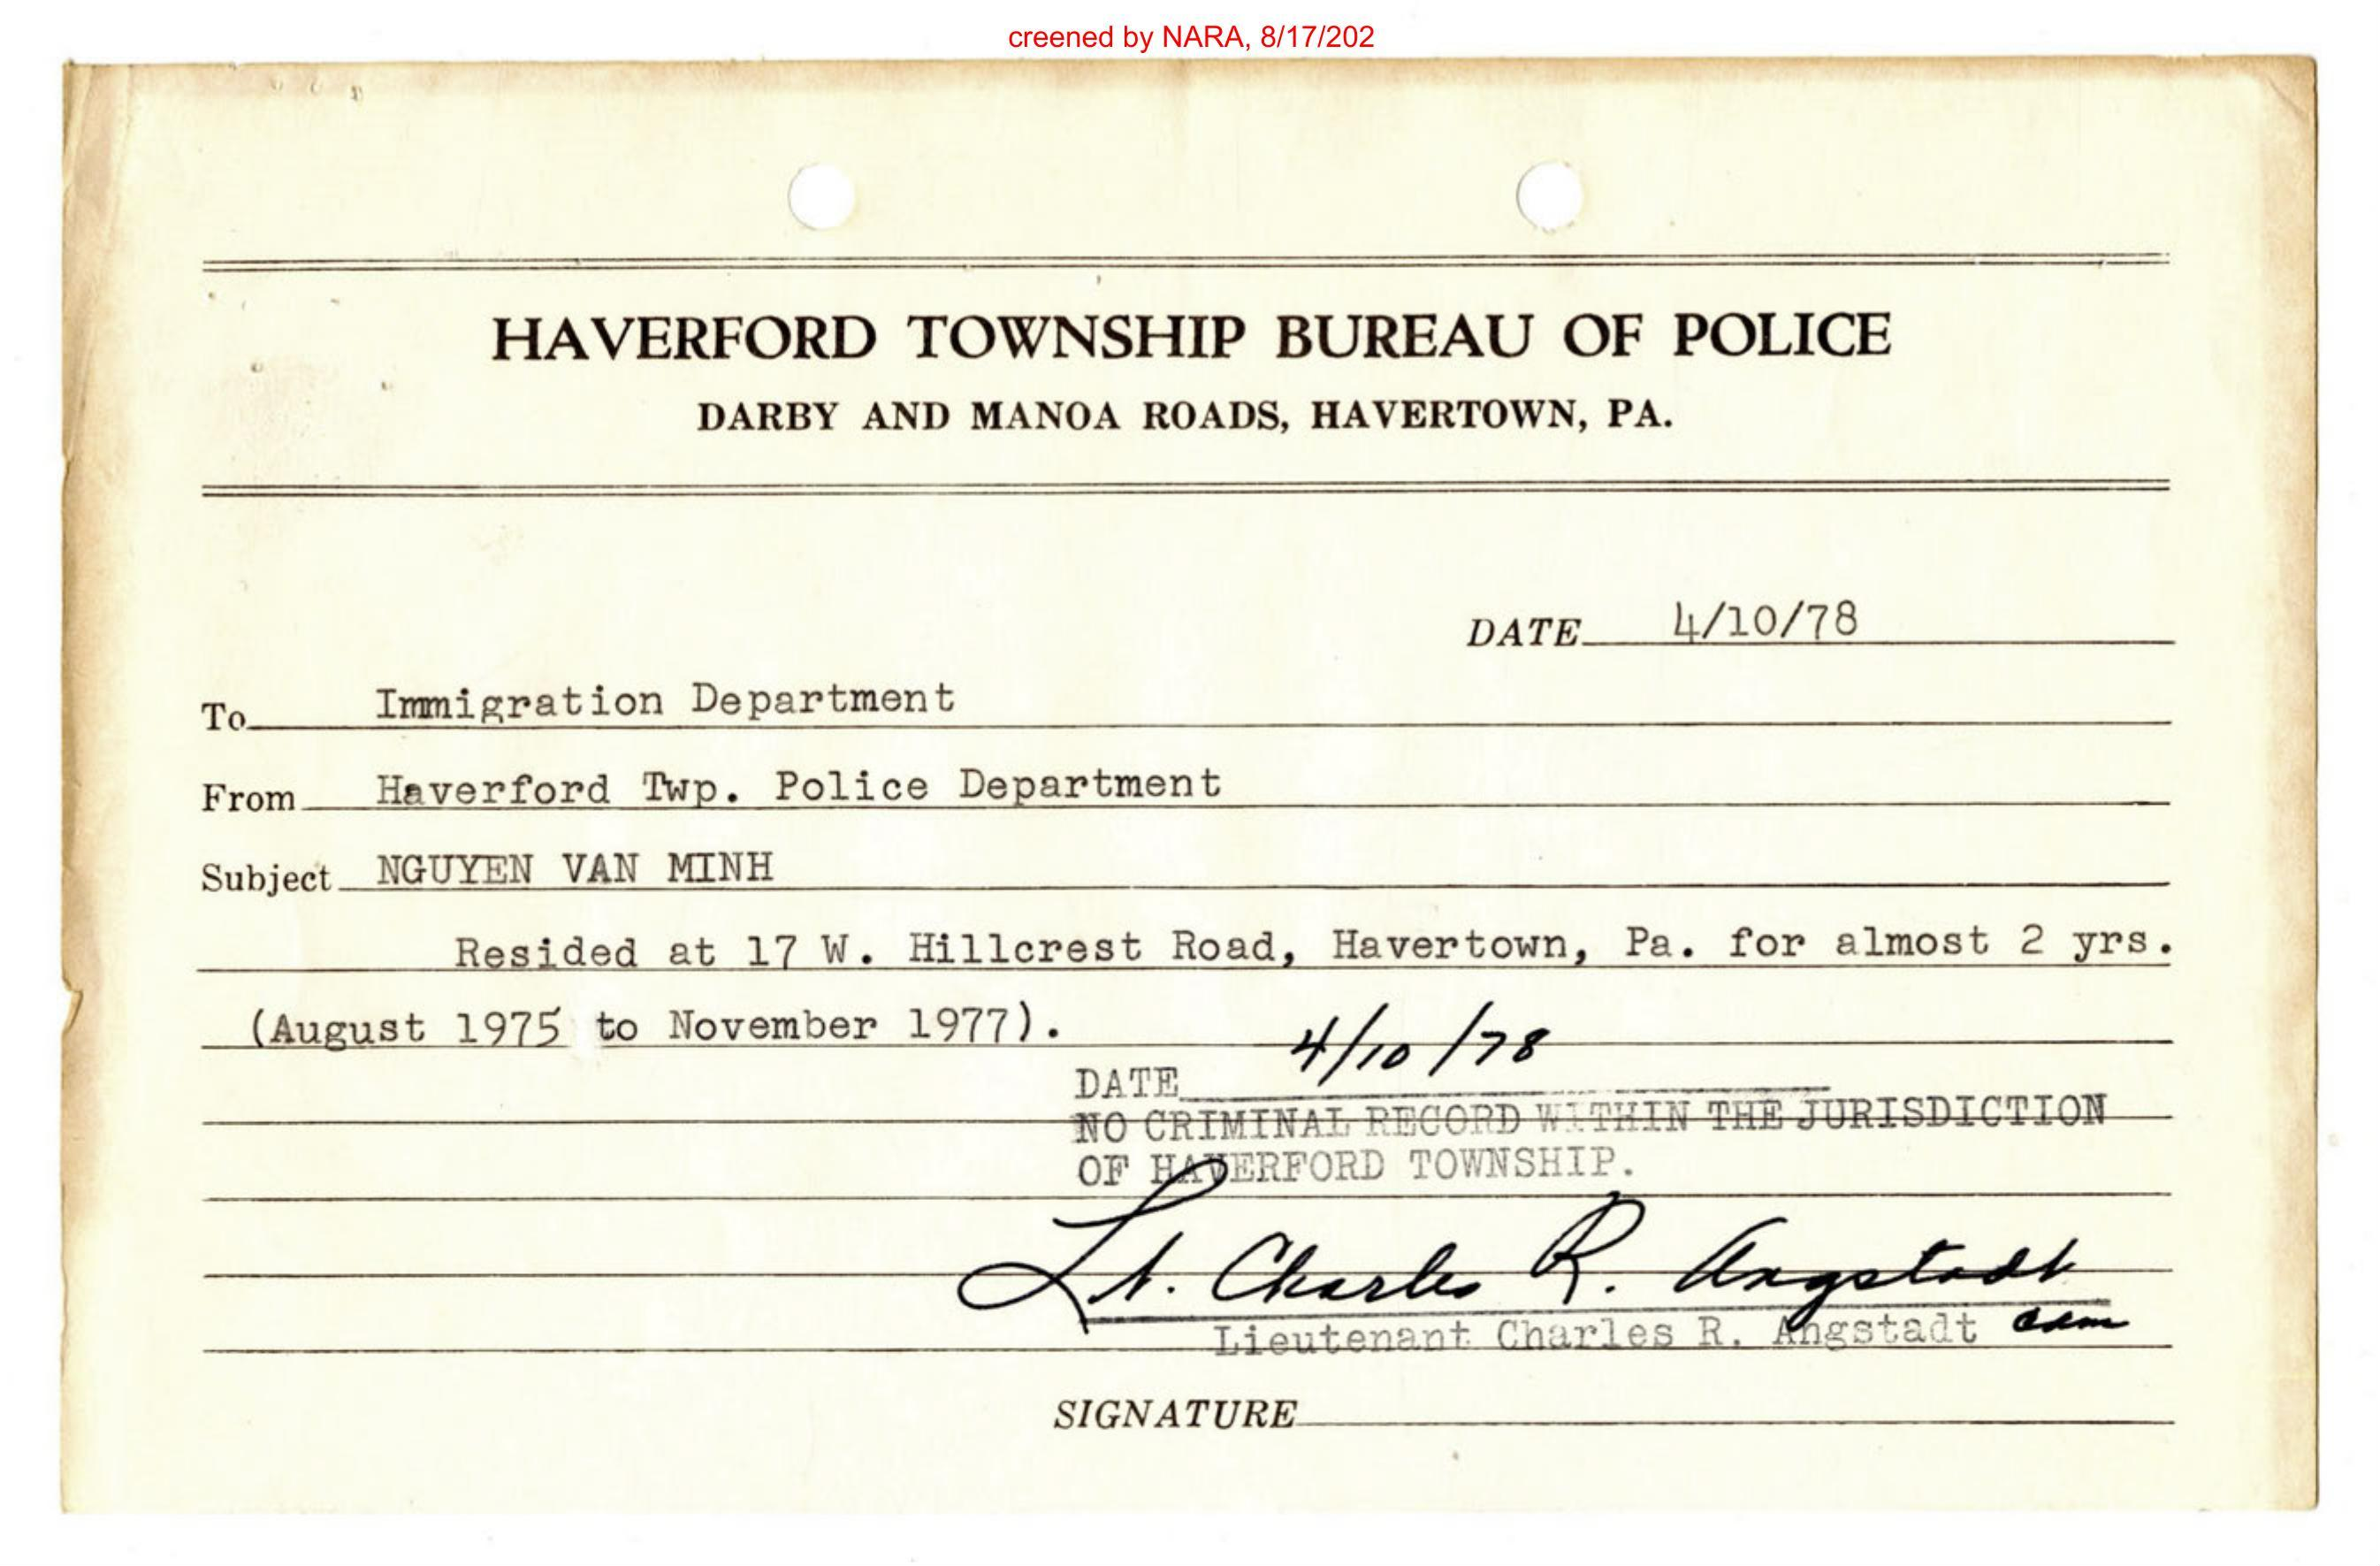 creened by NARA, 8/17/202
HAVERFORD TOWNSHIP BUREAU OF POLICE
DARBY AND MANOA ROADS, HAVERTOWN, PA.
DATE 4/10/78
To Immigration Department
From Haverford Twp. Police Department
Subject NGUYEN VAN MINH
Resided at 17 W. Hillcrest Road, Havertown, Pa. for almost 2 yrs.
(August 1975 to November 1977).
DATE 4/10/78
NO CRIMINAL RECORD WITHIN THE JURISDICTION
OF HAVERFORD TOWNSHIP.
Lt. Charles R. Angstadt
Lieutenant Charles R. Angstadt
SIGNATURE